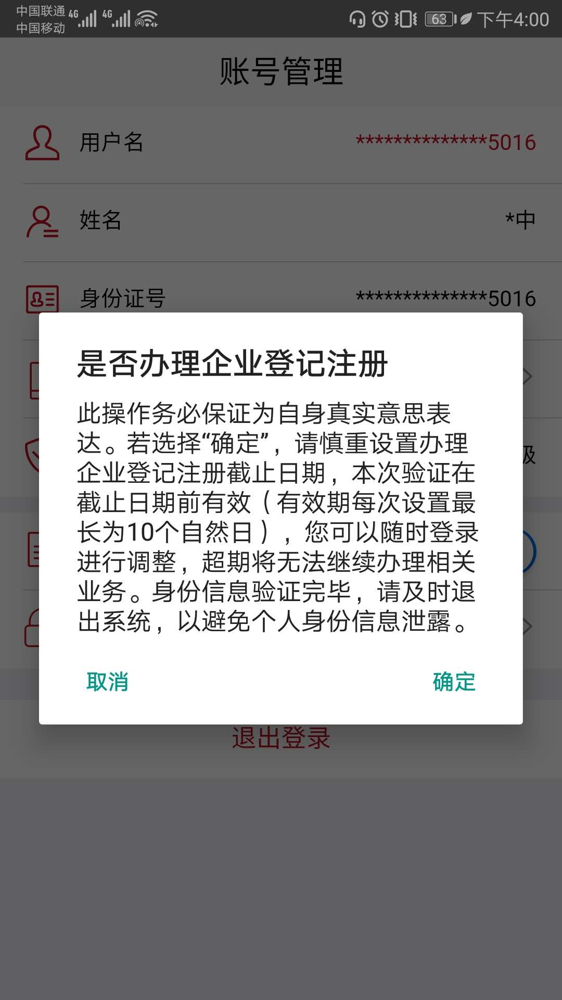 中国联通 4G 4G 63 下午4:00
中国移动
账号管理
用户名 **************5016
姓名 *中
身份证号 **************5016
是否办理企业登记注册
此操作务必保证为自身真实意思表
达。若选择“确定”，请慎重设置办理
企业登记注册截止日期，本次验证在
截止日期前有效（有效期每次设置最
长为10个自然日），您可以随时登录
进行调整，超期将无法继续办理相关
业务。身份信息验证完毕，请及时退
出系统，以避免个人身份信息泄露。
取消 确定
退出登录